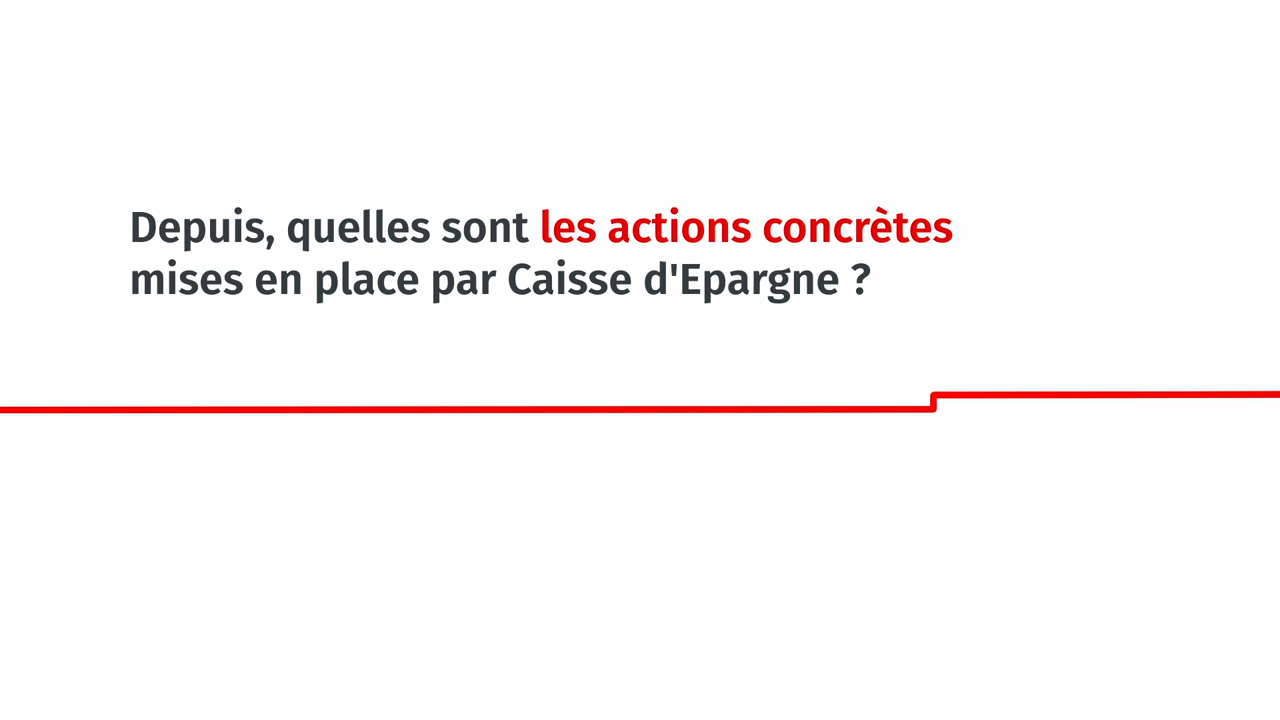 Depuis, quelles sont les actions concrètes
mises en place par Caisse d'Epargne ?